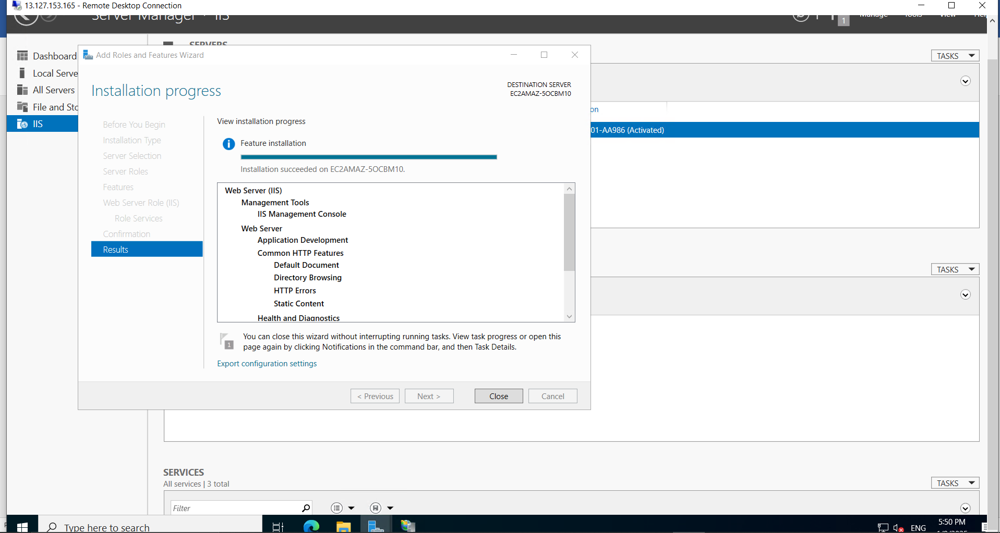 13.127.153.165 - Remote Desktop Connection
Server Manager · IIS
1
Manage Tools View Help
Dashboard
Local Serve
All Servers
File and Sto
IIS
SERVERS
TASKS
on
01-AA986 (Activated)
Add Roles and Features Wizard
Installation progress
DESTINATION SERVER
EC2AMAZ-5OCBM10
Before You Begin
Installation Type
Server Selection
Server Roles
Features
Web Server Role (IIS)
Role Services
Confirmation
Results
View installation progress
Feature installation
Installation succeeded on EC2AMAZ-5OCBM10.
Web Server (IIS)
Management Tools
IIS Management Console
Web Server
Application Development
Common HTTP Features
Default Document
Directory Browsing
HTTP Errors
Static Content
Health and Diagnostics
1
You can close this wizard without interrupting running tasks. View task progress or open this
page again by clicking Notifications in the command bar, and then Task Details.
Export configuration settings
< Previous
Next >
Close
Cancel
TASKS
SERVICES
All services | 3 total
TASKS
Filter
Type here to search
ENG
5:50 PM